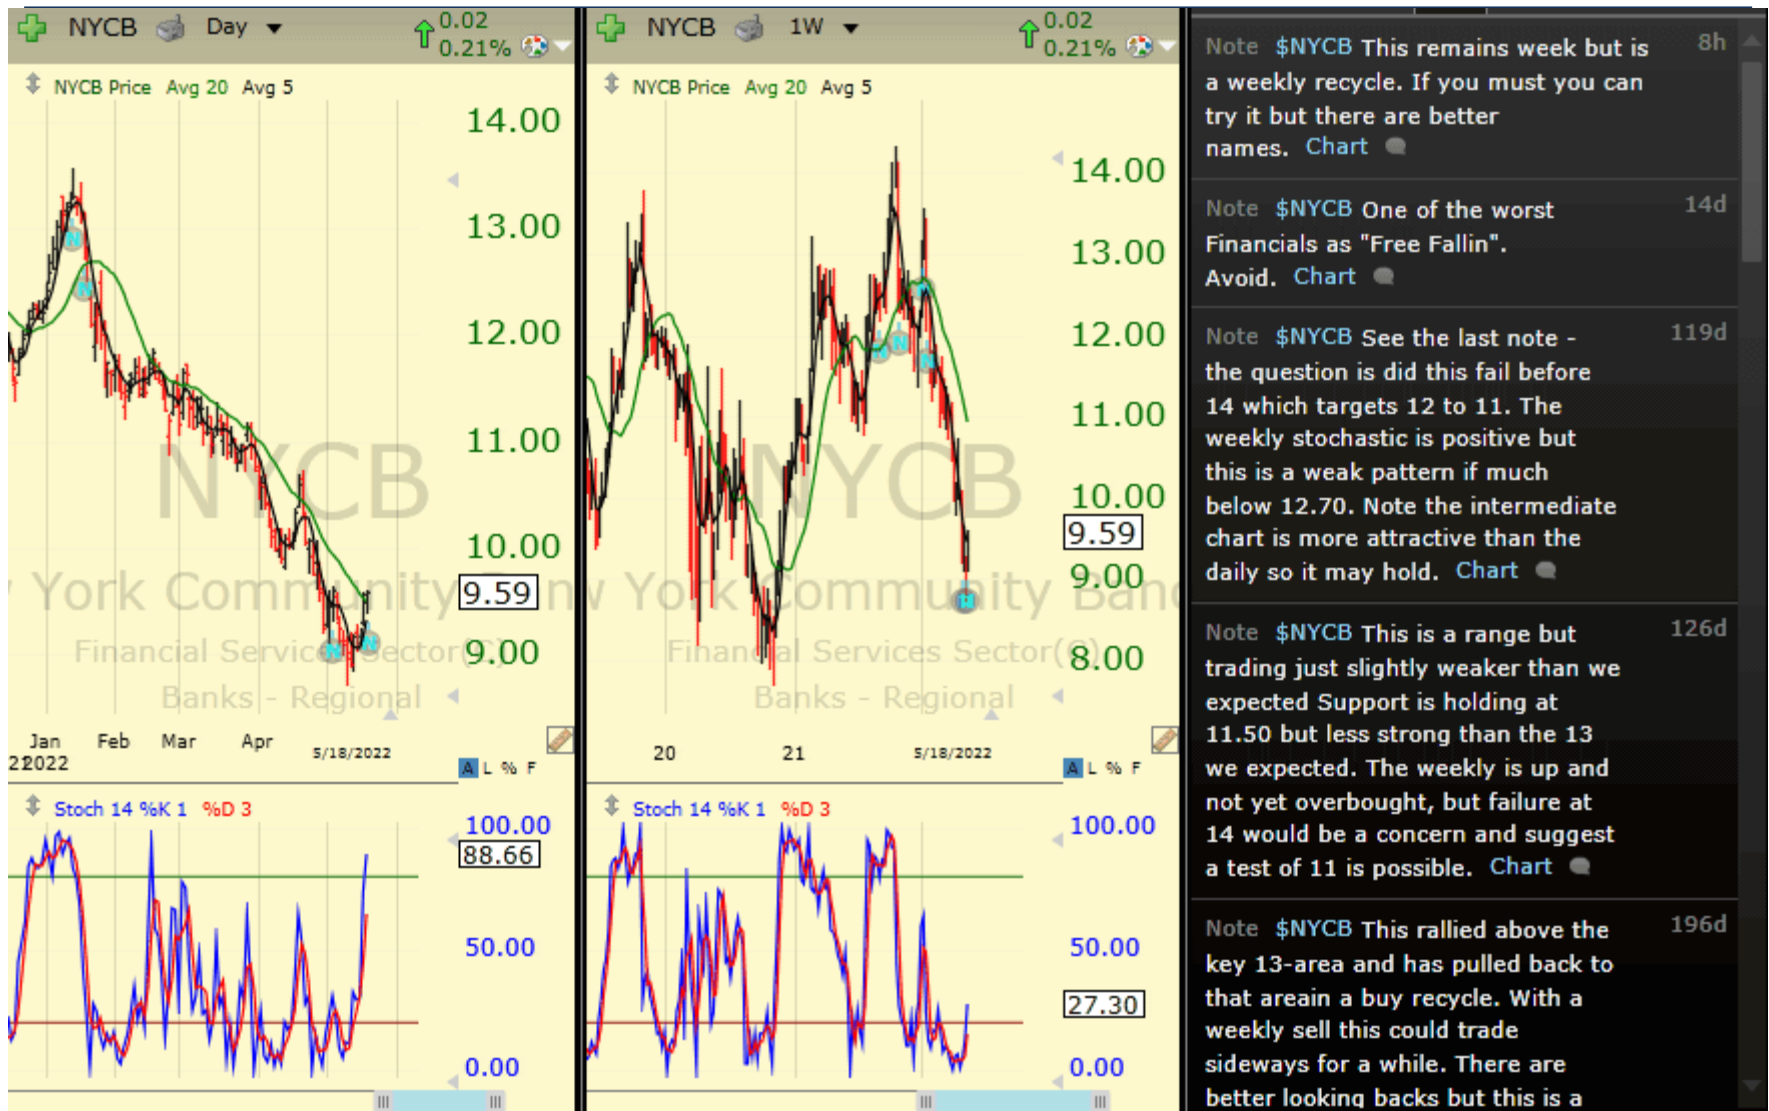 NYCB Day
0.02
0.21%
NYCB Price Avg 20 Avg 5
14.00
13.00
12.00
11.00
10.00
9.59
9.00
NYCB
York Community
Financial Services Sector
Banks - Regional
Jan Feb Mar Apr 5/18/2022
2022
A L % F
Stoch 14 %K 1 %D 3
100.00
88.66
50.00
0.00
NYCB 1W
0.02
0.21%
NYCB Price Avg 20 Avg 5
14.00
13.00
12.00
11.00
10.00
9.59
9.00
8.00
NYCB
York Community Banc
Financial Services Sector
Banks - Regional
20 21 5/18/2022
A L % F
Stoch 14 %K 1 %D 3
100.00
50.00
27.30
0.00
Note $NYCB This remains week but is 8h
a weekly recycle. If you must you can
try it but there are better
names. Chart
Note $NYCB One of the worst 14d
Financials as "Free Fallin".
Avoid. Chart
Note $NYCB See the last note - 119d
the question is did this fail before
14 which targets 12 to 11. The
weekly stochastic is positive but
this is a weak pattern if much
below 12.70. Note the intermediate
chart is more attractive than the
daily so it may hold. Chart
Note $NYCB This is a range but 126d
trading just slightly weaker than we
expected Support is holding at
11.50 but less strong than the 13
we expected. The weekly is up and
not yet overbought, but failure at
14 would be a concern and suggest
a test of 11 is possible. Chart
Note $NYCB This rallied above the 196d
key 13-area and has pulled back to
that areain a buy recycle. With a
weekly sell this could trade
sideways for a while. There are
better looking backs but this is a